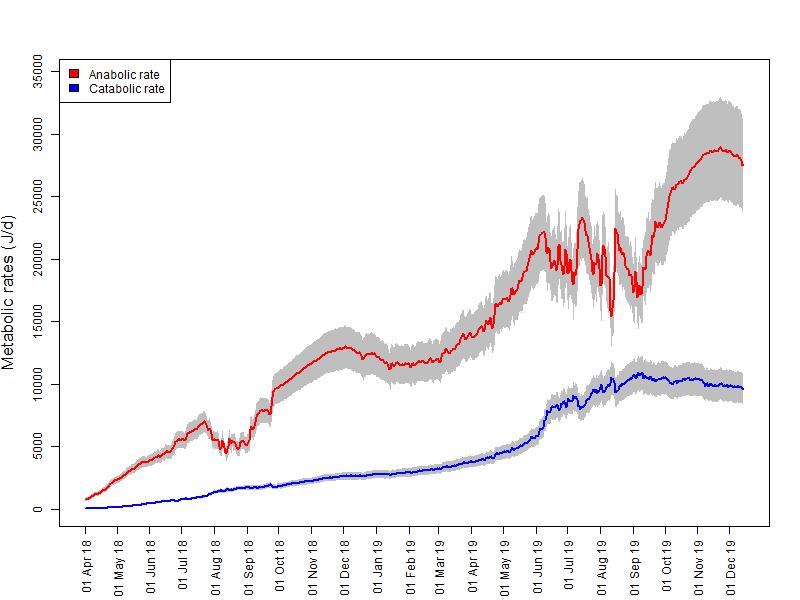 Anabolic rate
Catabolic rate
Metabolic rates (J/d)
35000
30000
25000
20000
15000
10000
5000
0
01 Apr 18
01 May 18
01 Jun 18
01 Jul 18
01 Aug 18
01 Sep 18
01 Oct 18
01 Nov 18
01 Dec 18
01 Jan 19
01 Feb 19
01 Mar 19
01 Apr 19
01 May 19
01 Jun 19
01 Jul 19
01 Aug 19
01 Sep 19
01 Oct 19
01 Nov 19
01 Dec 19